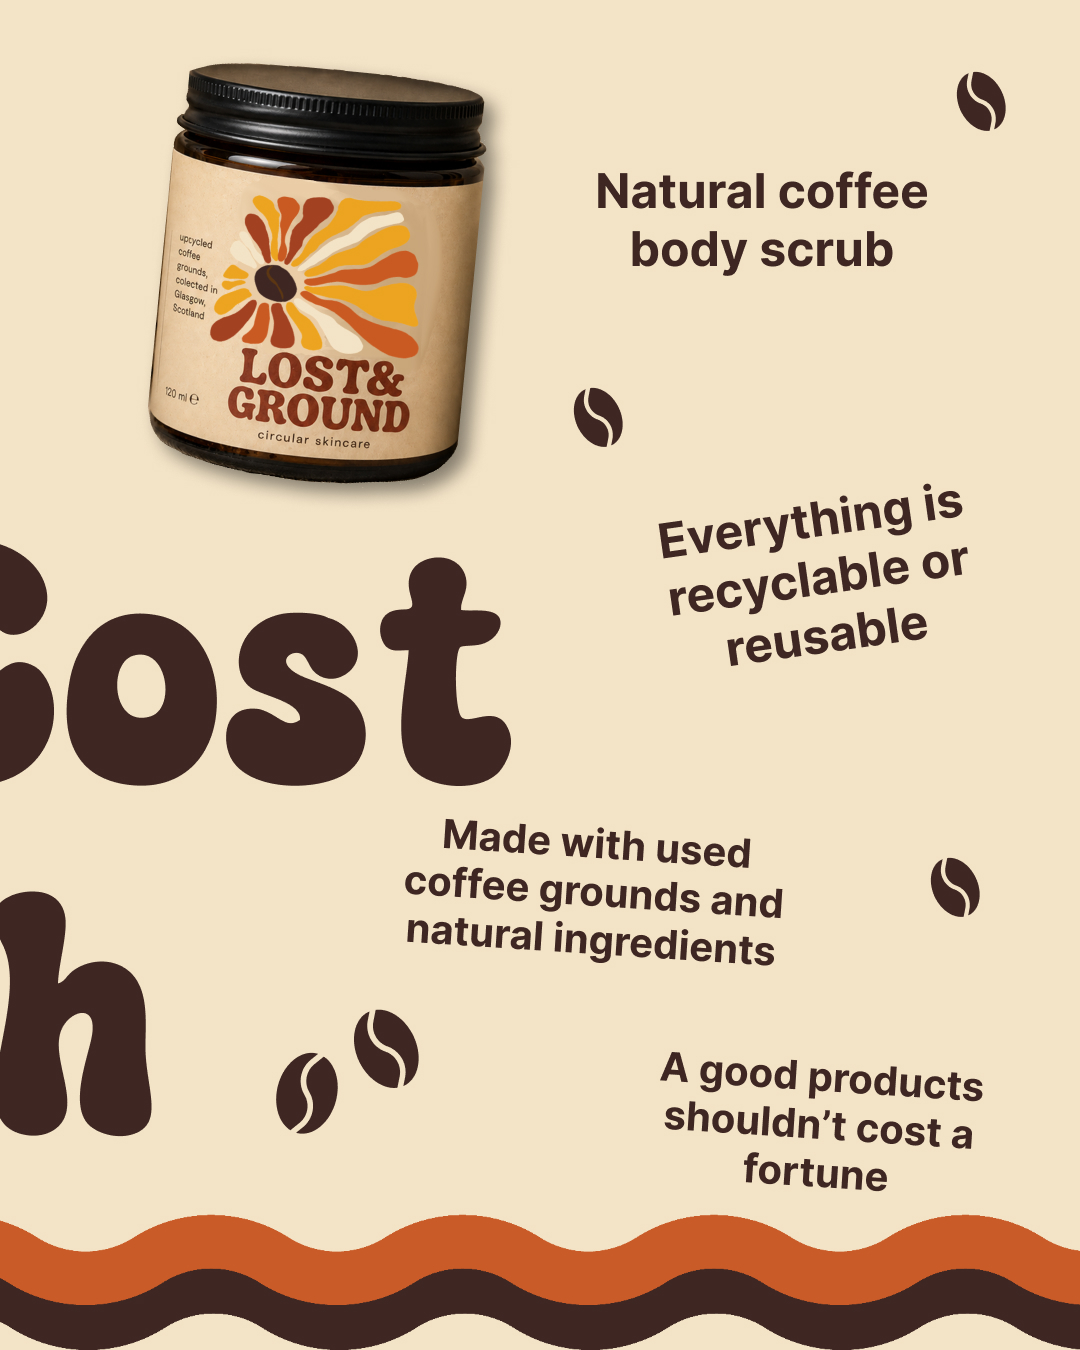 Natural coffee
body scrub
upcycled
coffee
grounds,
colected in
Glasgow,
Scotland
120 ml ℮
LOST&
GROUND
circular skincare
Everything is
recyclable or
reusable
ost
Made with used
coffee grounds and
natural ingredients
h
A good products
shouldn’t cost a
fortune